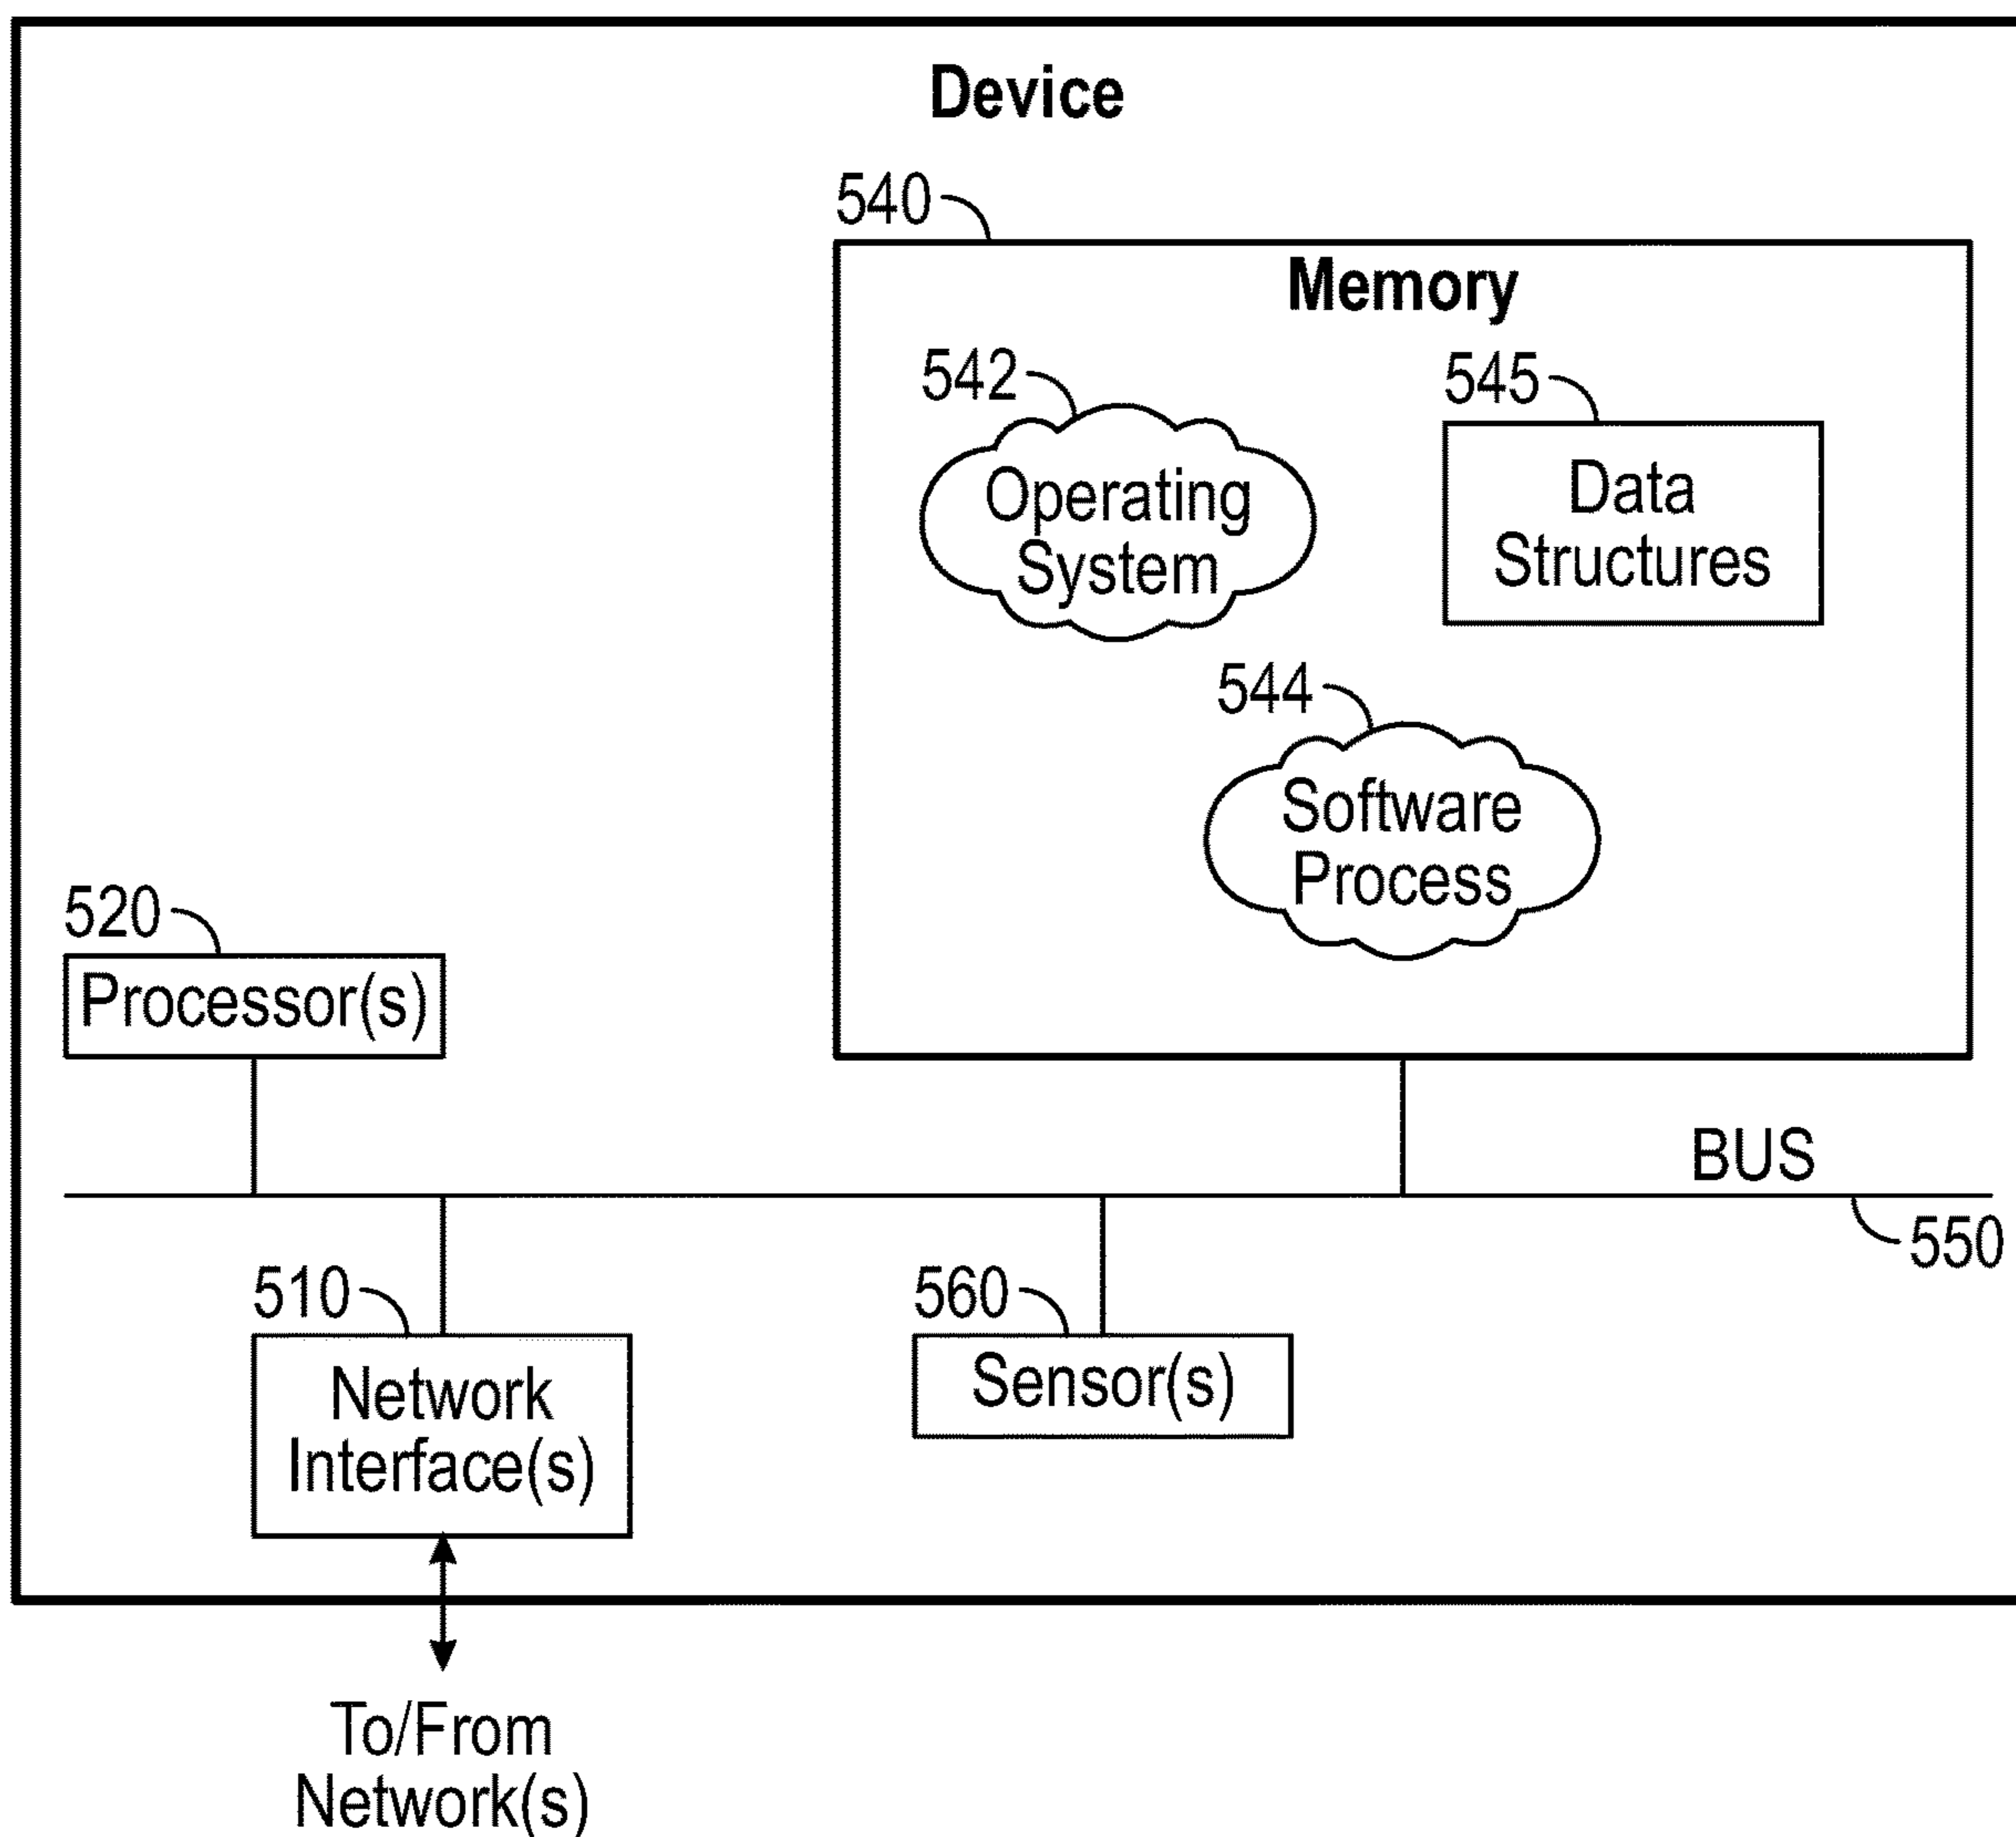 Device
540
Memory
542
545
Operating
System
Data
Structures
544
Software
Process
520
Processor(s)
BUS
550
510
560
Network
Interface(s)
Sensor(s)
To/From
Network(s)